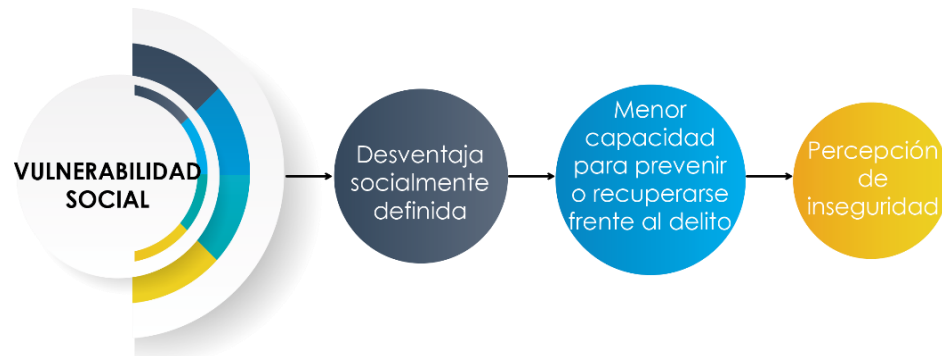 VULNERABILIDAD
SOCIAL
Desventaja
socialmente
definida
Menor
capacidad
para prevenir
o recuperarse
frente al delito
Percepción
de
inseguridad